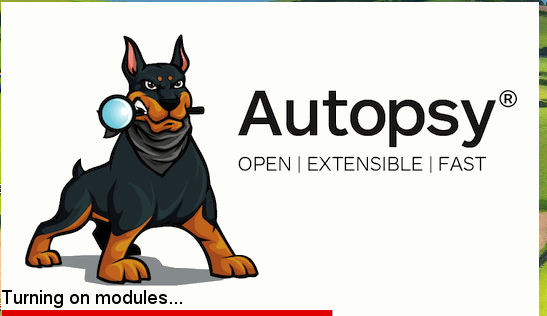 Autopsy®
OPEN | EXTENSIBLE | FAST
Turning on modules...